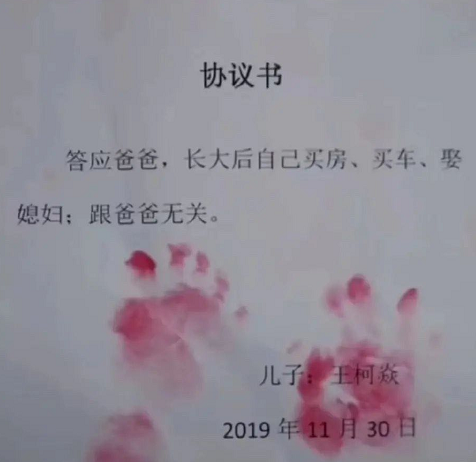 协议书
答应爸爸，长大后自己买房、买车、娶
媳妇；跟爸爸无关。
儿子：王柯焱
2019 年 11 月 30 日